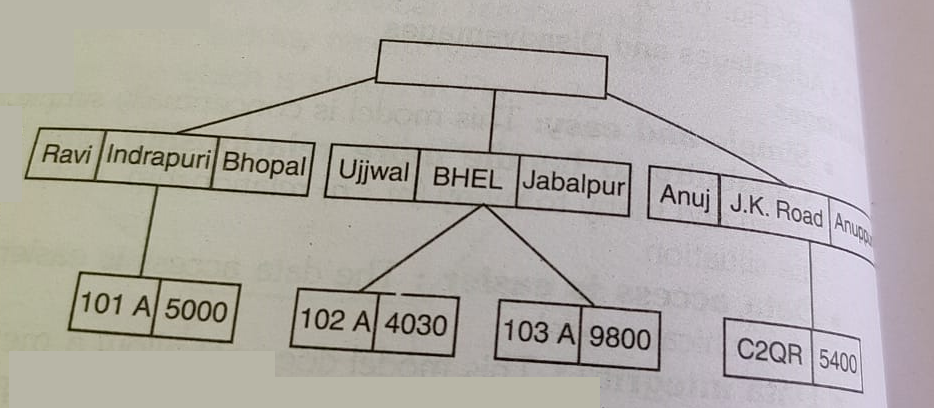 Ravi Indrapuri Bhopal Ujjwal BHEL Jabalpur Anuj J.K. Road
101 A 5000 102 A 4030 103 A 9800 C2QR 5400